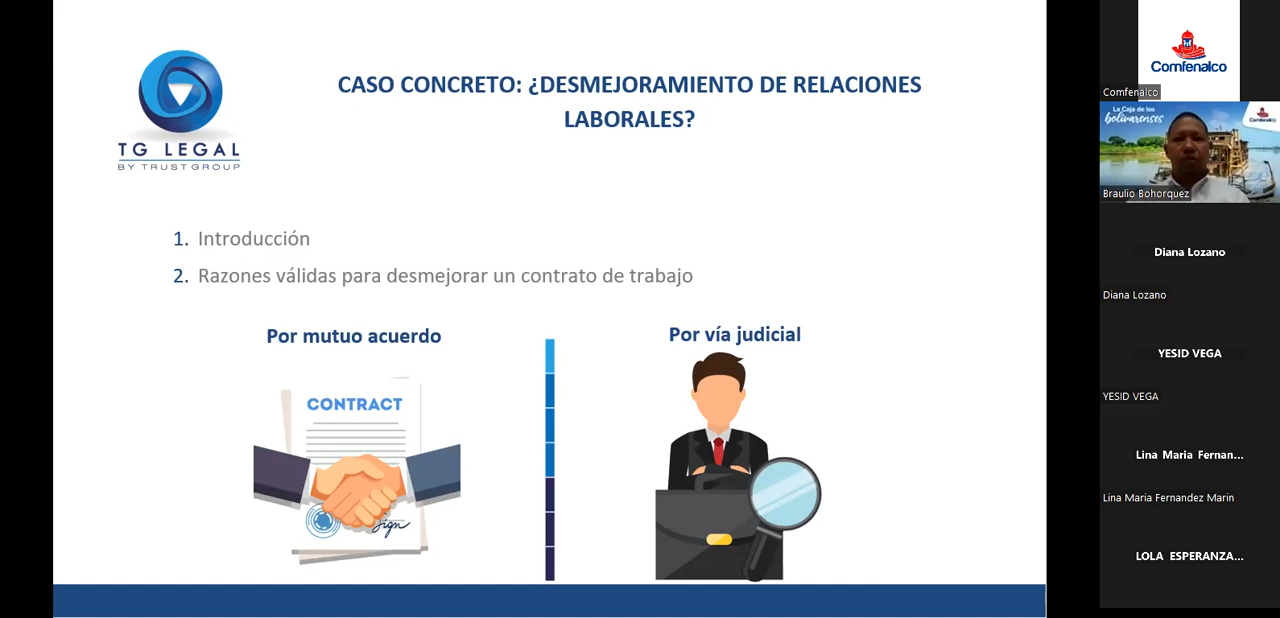 TG LEGAL
BY TRUSTGROUP
CASO CONCRETO: ¿DESMEJORAMIENTO DE RELACIONES
LABORALES?
1. Introducción
2. Razones válidas para desmejorar un contrato de trabajo
Por mutuo acuerdo
CONTRACT
Sign
Por vía judicial
Comfenalco
Comfenalco
La Caja de los
bolivarenses
Comfenalco
Braulio Bohorquez
Diana Lozano
Diana Lozano
YESID VEGA
YESID VEGA
Lina Maria Fernan...
Lina Maria Fernandez Marin
LOLA ESPERANZA...